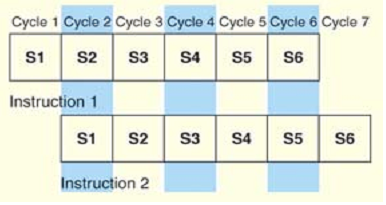 Cycle 1 Cycle 2 Cycle 3 Cycle 4 Cycle 5 Cycle 6 Cycle 7
S1 S2 S3 S4 S5 S6
Instruction 1
S1 S2 S3 S4 S5 S6
Instruction 2